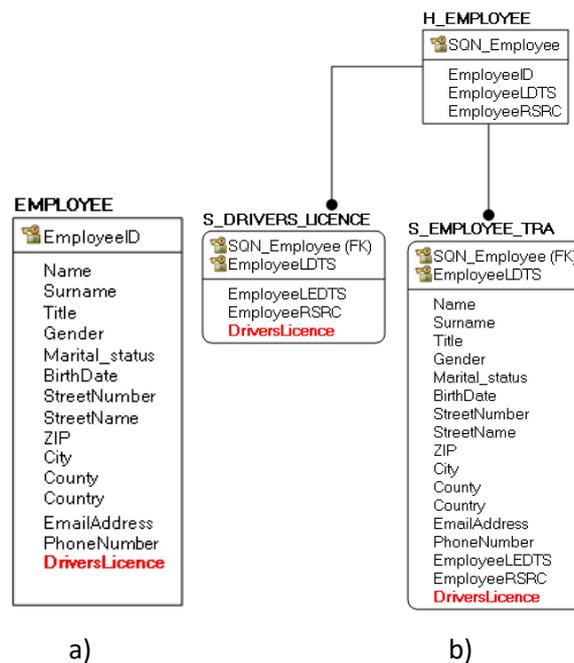 H_EMPLOYEE
SQN_Employee
EmployeeID
EmployeeLDTS
EmployeeRSRC
EMPLOYEE
EmployeeID
Name
Surname
Title
Gender
Marital_status
BirthDate
StreetNumber
StreetName
ZIP
City
County
Country
EmailAddress
PhoneNumber
DriversLicence
S_DRIVERS_LICENCE
SQN_Employee (FK)
EmployeeLDTS
EmployeeLEDTS
EmployeeRSRC
DriversLicence
S_EMPLOYEE_TRA
SQN_Employee (FK)
EmployeeLDTS
Name
Surname
Title
Gender
Marital_status
BirthDate
StreetNumber
StreetName
ZIP
City
County
Country
EmailAddress
PhoneNumber
EmployeeLEDTS
EmployeeRSRC
DriversLicence
a)
b)